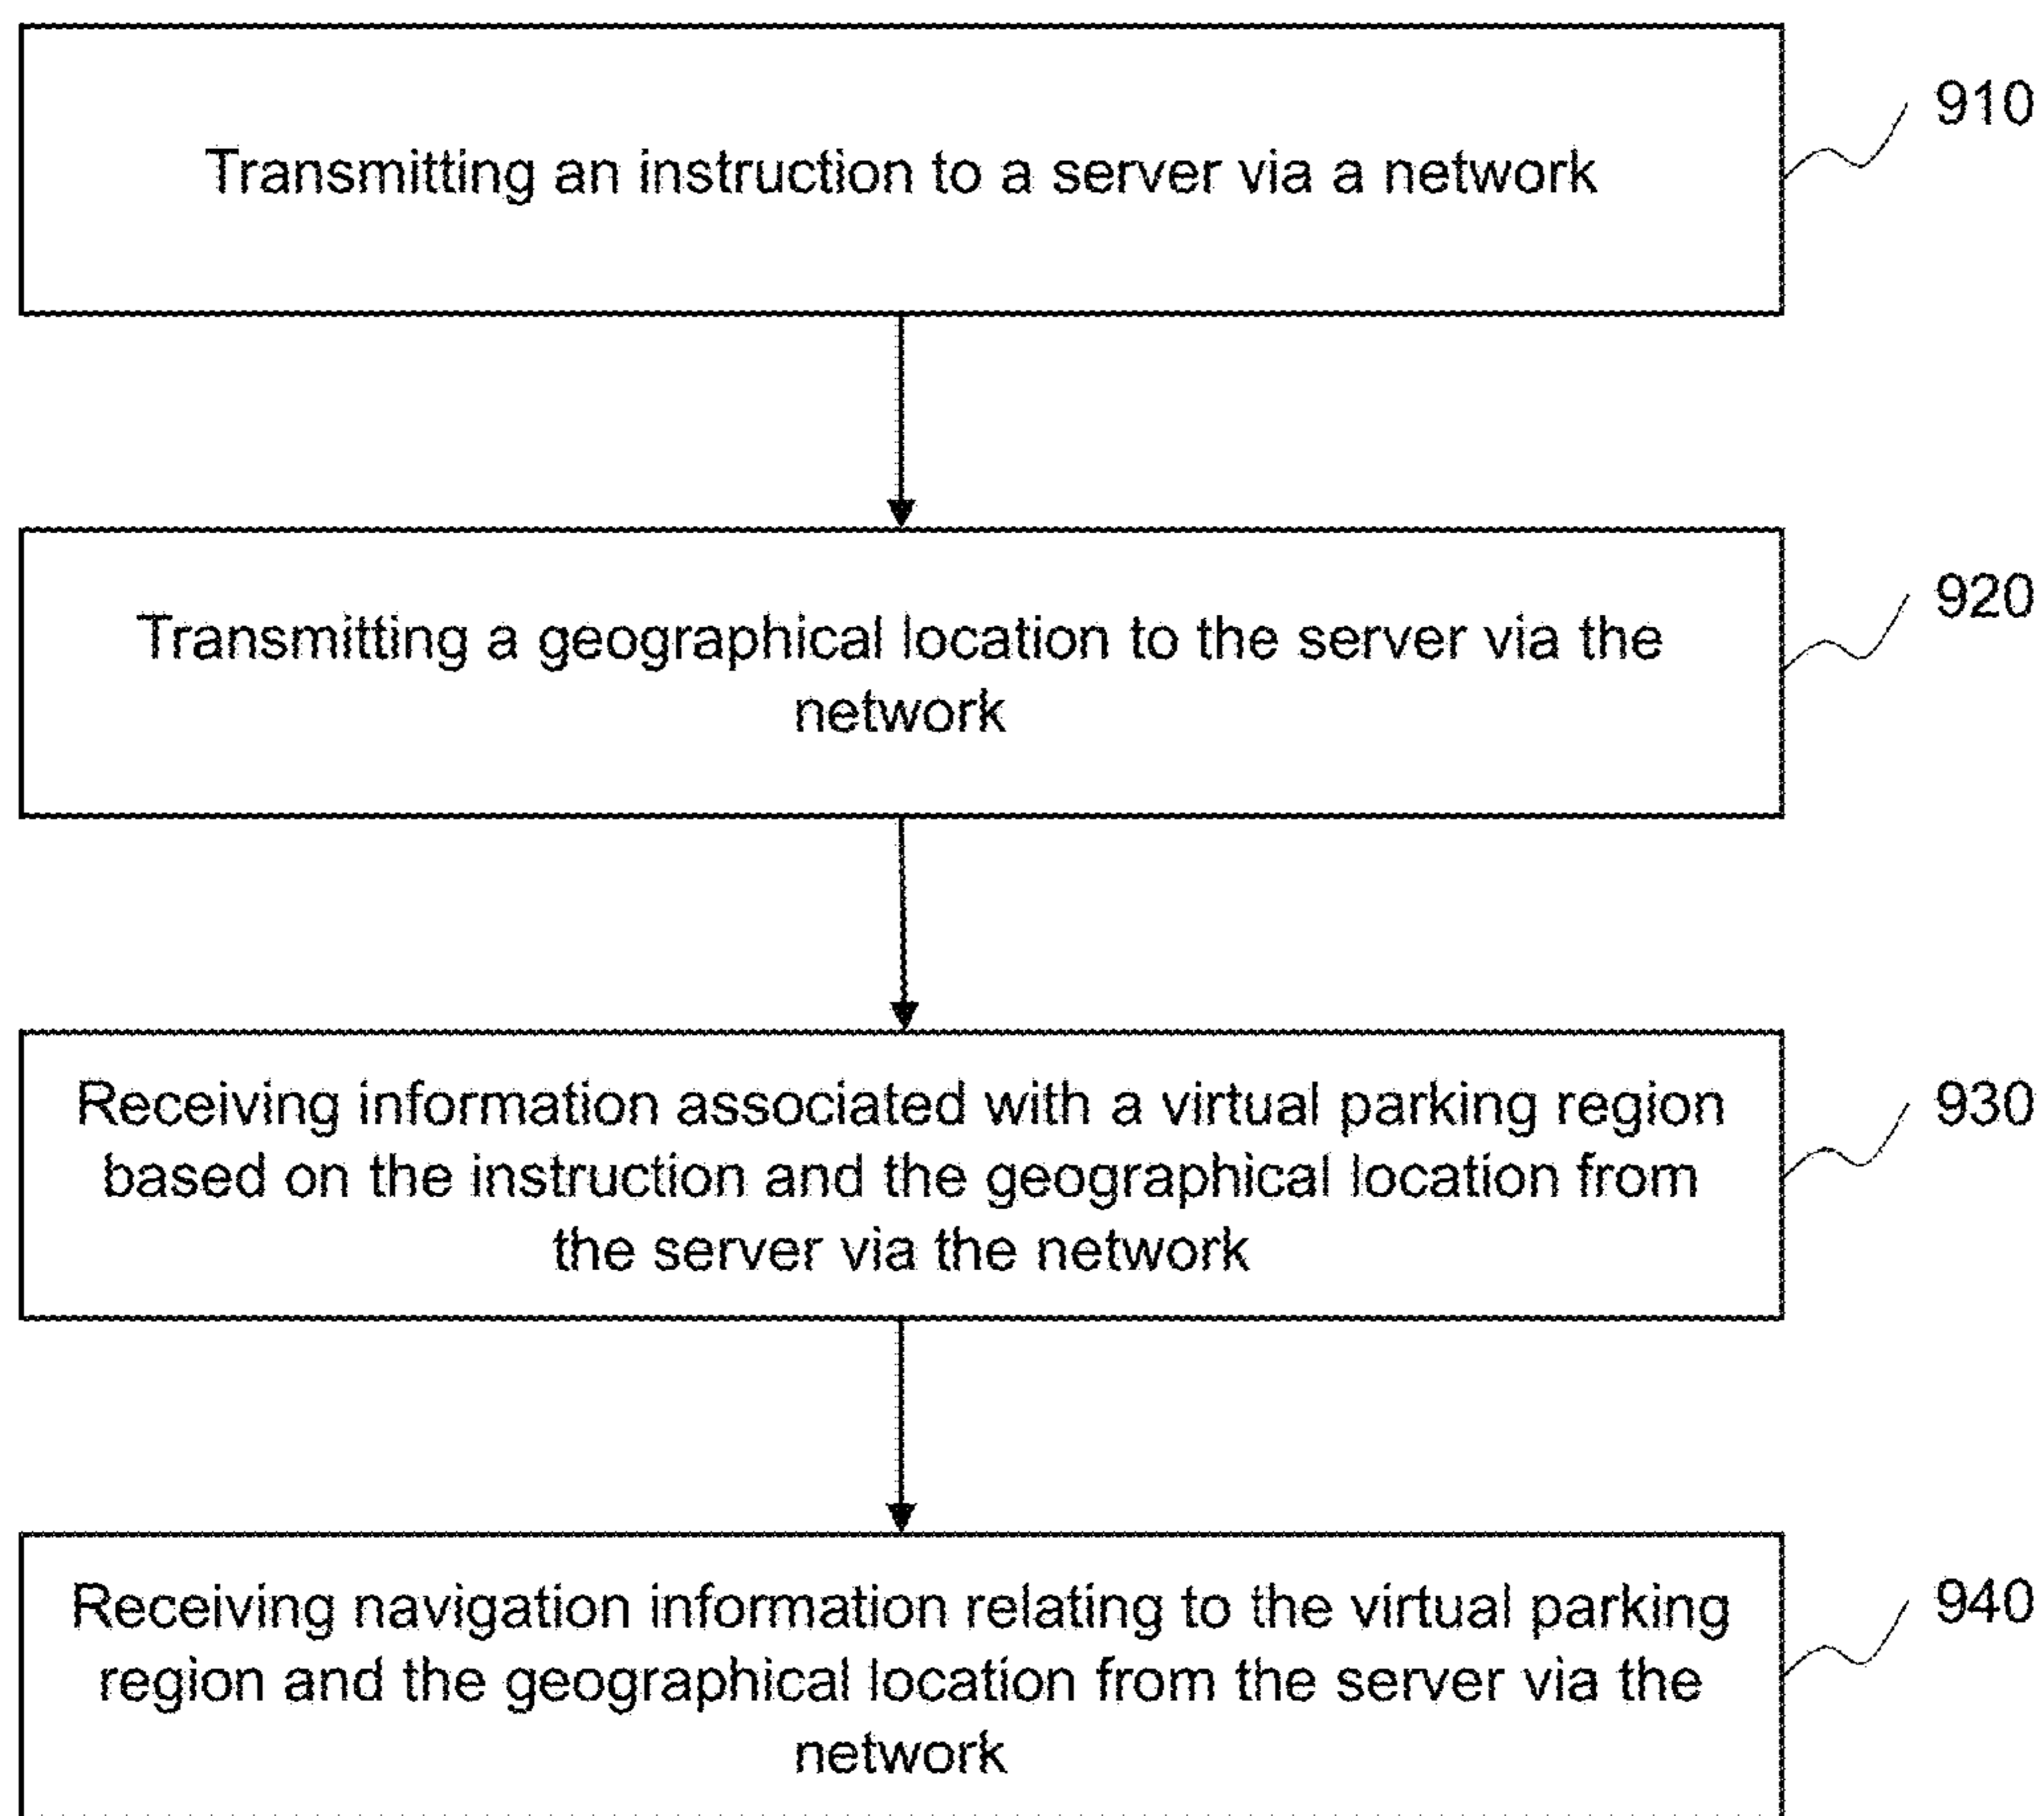 910
Transmitting an instruction to a server via a network
920
Transmitting a geographical location to the server via the
network
930
Receiving information associated with a virtual parking region
based on the instruction and the geographical location from
the server via the network
940
Receiving navigation information relating to the virtual parking
region and the geographical location from the server via the
network